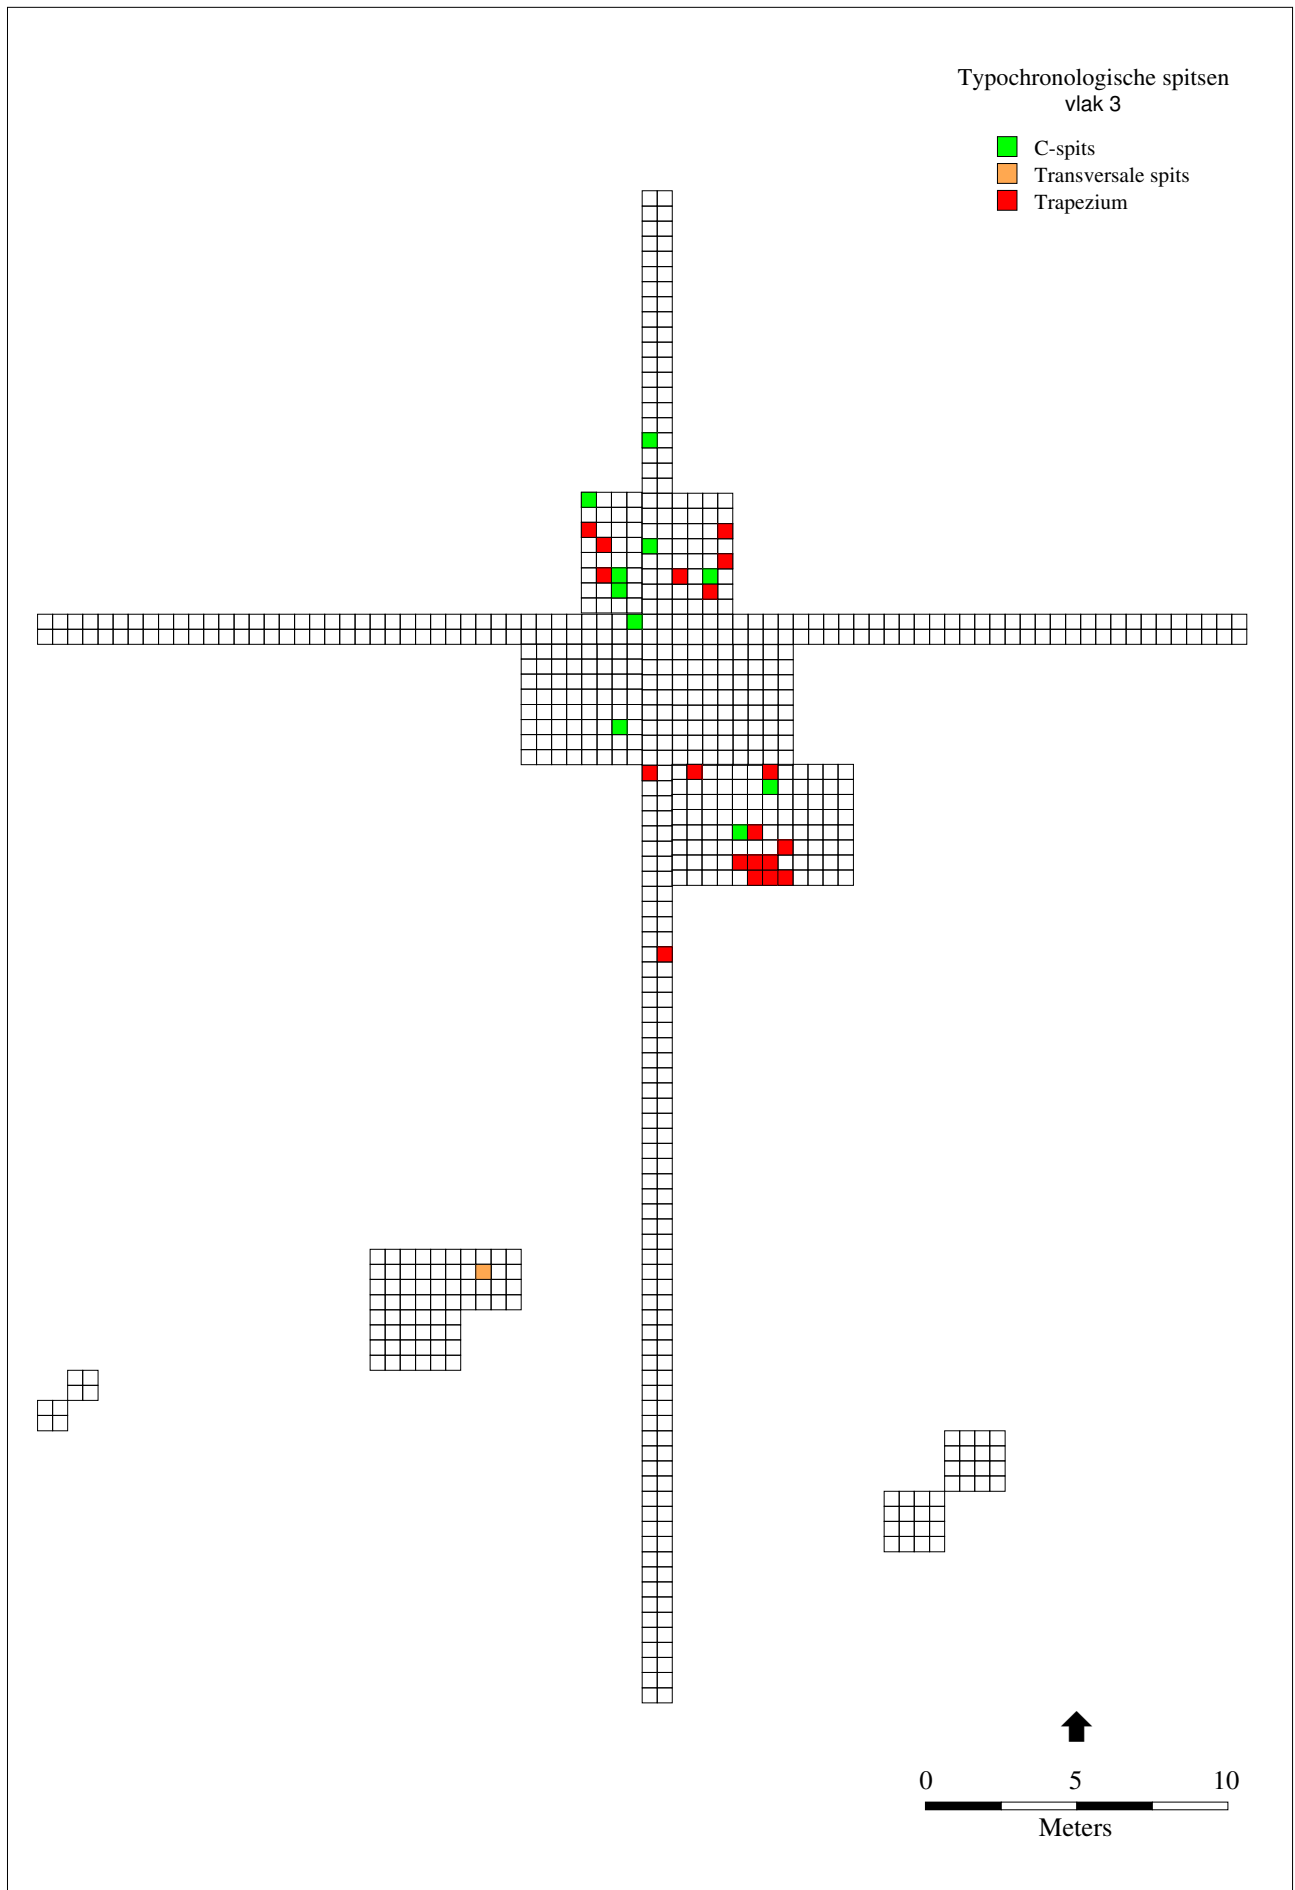 Typochronologische spitsen
vlak 3
C-spits
Transversale spits
Trapezium
0 5 10
Meters